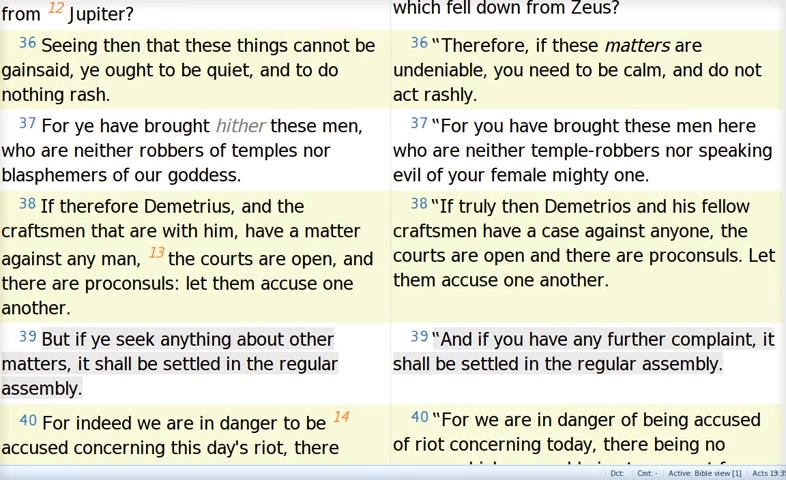 from 12 Jupiter?
36 Seeing then that these things cannot be
gainsaid, ye ought to be quiet, and to do
nothing rash.
37 For ye have brought hither these men,
who are neither robbers of temples nor
blasphemers of our goddess.
38 If therefore Demetrius, and the
craftsmen that are with him, have a matter
against any man, 13 the courts are open, and
there are proconsuls: let them accuse one
another.
39 But if ye seek anything about other
matters, it shall be settled in the regular
assembly.
40 For indeed we are in danger to be 14
accused concerning this day's riot, there
which fell down from Zeus?
36 “Therefore, if these matters are
undeniable, you need to be calm, and do not
act rashly.
37 “For you have brought these men here
who are neither temple-robbers nor speaking
evil of your female mighty one.
38 “If truly then Demetrios and his fellow
craftsmen have a case against anyone, the
courts are open and there are proconsuls. Let
them accuse one another.
39 “And if you have any further complaint, it
shall be settled in the regular assembly.
40 “For we are in danger of being accused
of riot concerning today, there being no
Dct: Cmt: - Active: Bible view [1] Acts 19:3